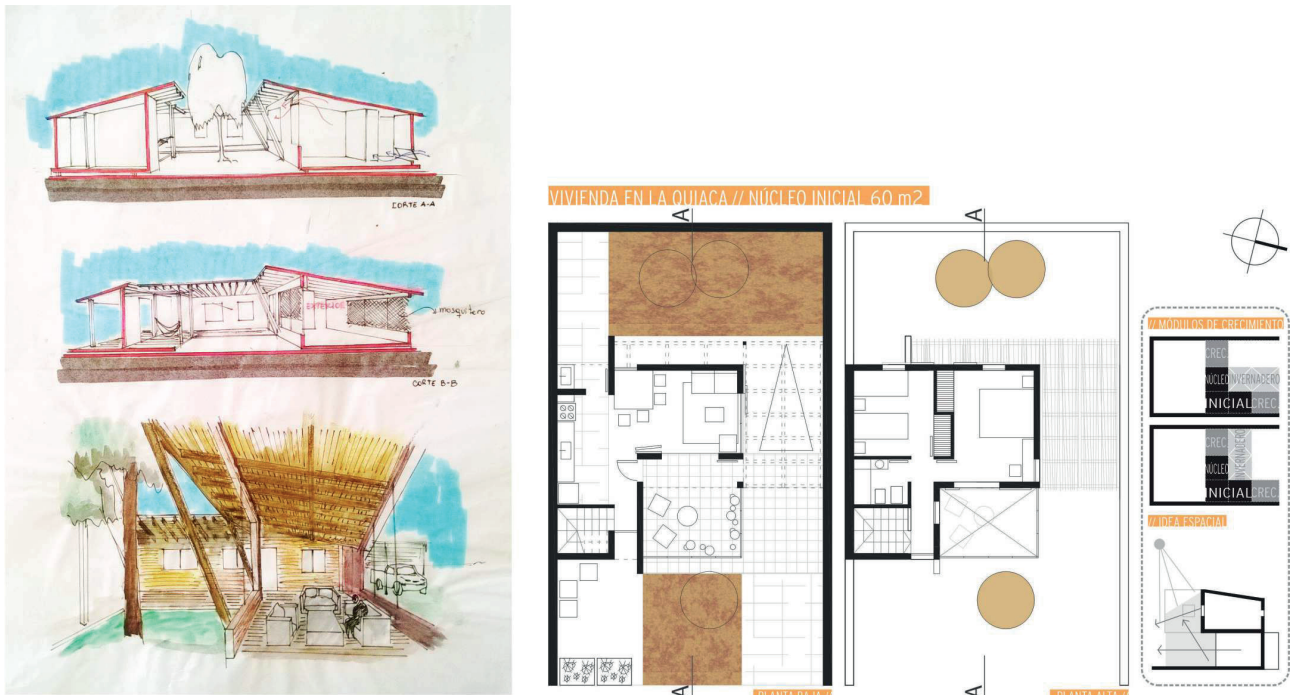 CORTE A-A
EXTERIOR
mosquitero
CORTE B-B
VIVIENDA EN LA QUIACA // NÚCLEO INICIAL 60 m2
A
A
A
A
PLANTA BAJA //
PLANTA ALTA //
// MÓDULOS DE CRECIMIENTO
CREC.
NÚCLEO INVERNADERO
INICIAL CREC.
CREC.
NÚCLEO INVERNADERO
INICIAL CREC.
// IDEA ESPACIAL